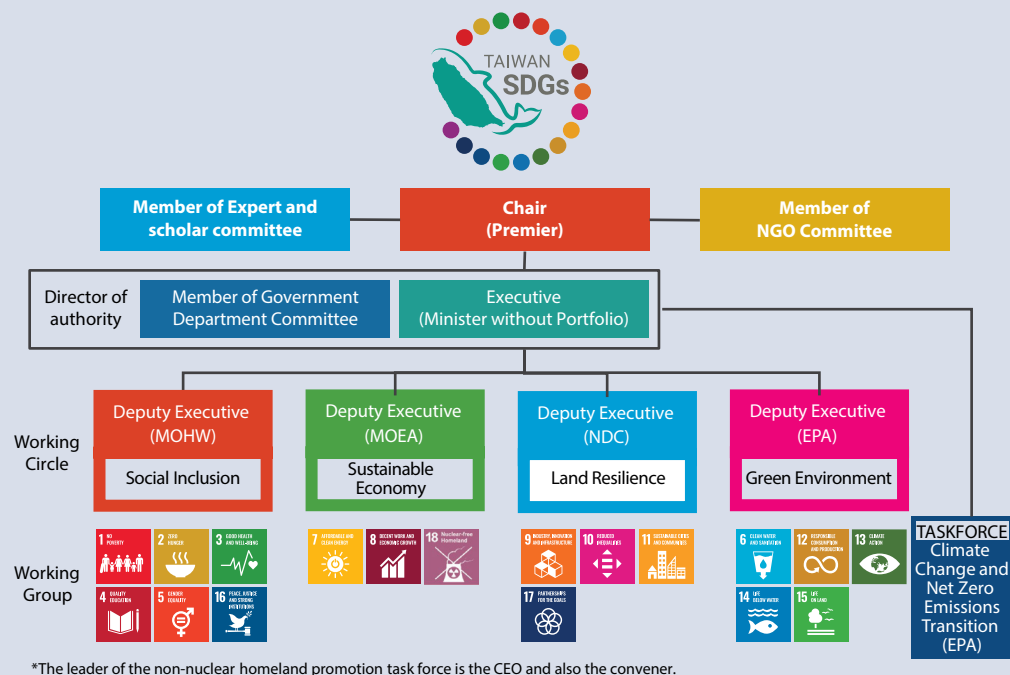 TAIWAN
SDGs
Member of Expert and
scholar committee
Chair
(Premier)
Member of
NGO Committee
Director of
authority
Member of Government
Department Committee
Executive
(Minister without Portfolio)
Working
Circle
Deputy Executive
(MOHW)
Social Inclusion
Deputy Executive
(MOEA)
Sustainable
Economy
Deputy Executive
(NDC)
Land Resilience
Deputy Executive
(EPA)
Green Environment
Working
Group
1 NO
POVERTY
2 ZERO
HUNGER
3 GOOD HEALTH
AND WELL-BEING
4 QUALITY
EDUCATION
5 GENDER
EQUALITY
16 PEACE, JUSTICE
AND STRONG
INSTITUTIONS
7 AFFORDABLE AND
CLEAN ENERGY
8 DECENT WORK AND
ECONOMIC GROWTH
18 Nuclear-Free
Homeland
9 INDUSTRY, INNOVATION
AND INFRASTRUCTURE
10 REDUCED
INEQUALITIES
11 SUSTAINABLE CITIES
AND COMMUNITIES
17 PARTNERSHIPS
FOR THE GOALS
6 CLEAN WATER
AND SANITATION
12 RESPONSIBLE
CONSUMPTION
AND PRODUCTION
13 CLIMATE
ACTION
14 LIFE
BELOW WATER
15 LIFE
ON LAND
TASKFORCE
Climate
Change and
Net Zero
Emissions
Transition
(EPA)
*The leader of the non-nuclear homeland promotion task force is the CEO and also the convener.